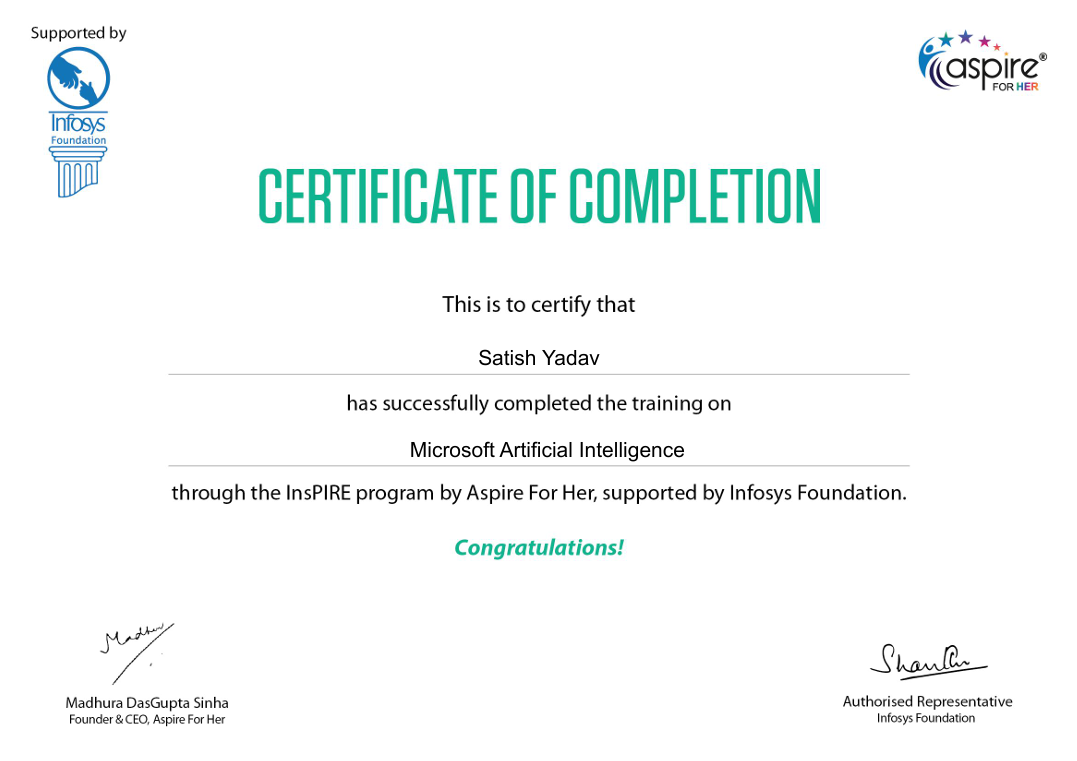 Supported by
Infosys
Foundation
aspire®
FOR HER
CERTIFICATE OF COMPLETION
This is to certify that
Satish Yadav
has successfully completed the training on
Microsoft Artificial Intelligence
through the InsPIRE program by Aspire For Her, supported by Infosys Foundation.
Congratulations!
Madhura DasGupta Sinha
Founder & CEO, Aspire For Her
Authorised Representative
Infosys Foundation